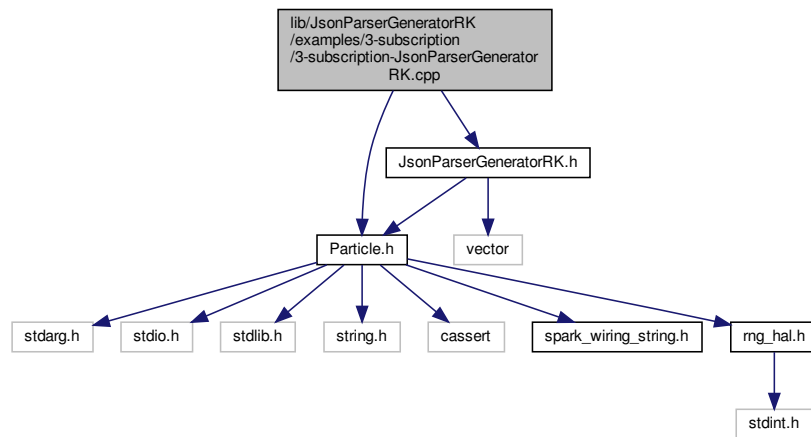 lib/JsonParserGeneratorRK
/examples/3-subscription
/3-subscription-JsonParserGenerator
RK.cpp
JsonParserGeneratorRK.h
Particle.h
vector
stdarg.h
stdio.h
stdlib.h
string.h
cassert
spark_wiring_string.h
rng_hal.h
stdint.h